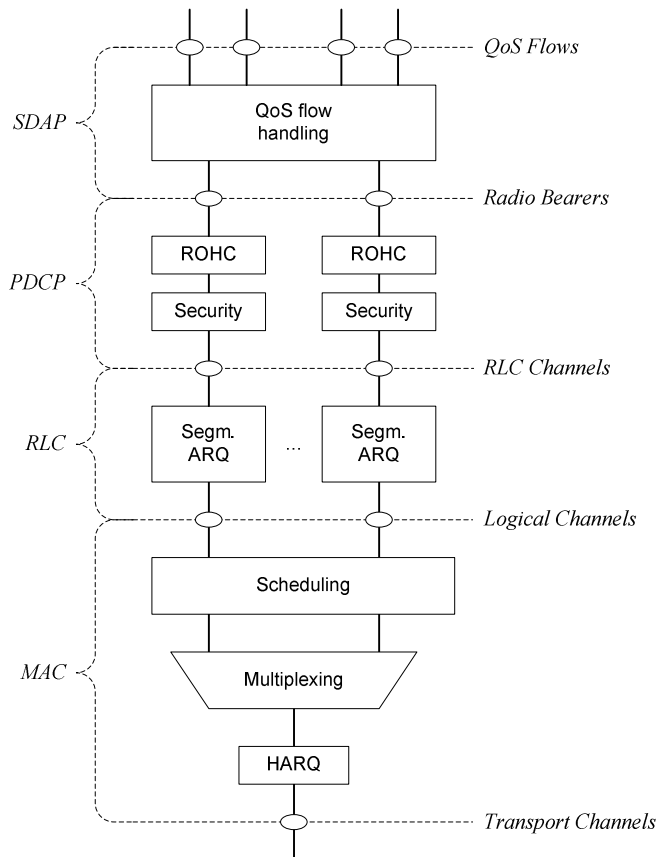 QoS Flows
QoS flow
handling
SDAP
Radio Bearers
ROHC
ROHC
PDCP
Security
Security
RLC Channels
Segm.
ARQ
...
Segm.
ARQ
RLC
Logical Channels
Scheduling
MAC
Multiplexing
HARQ
Transport Channels